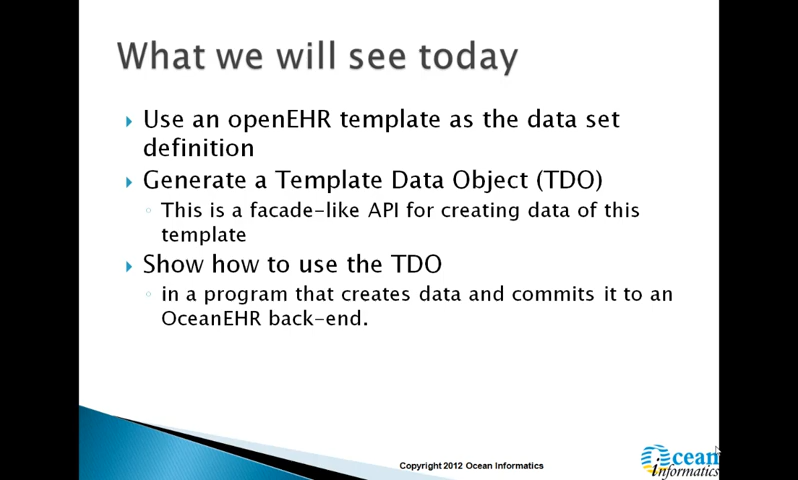 What we will see today
Use an openEHR template as the data set
definition
Generate a Template Data Object (TDO)
This is a facade-like API for creating data of this
template
Show how to use the TDO
in a program that creates data and commits it to an
OceanEHR back-end.
Copyright 2012 Ocean Informatics
Ocean
informatics